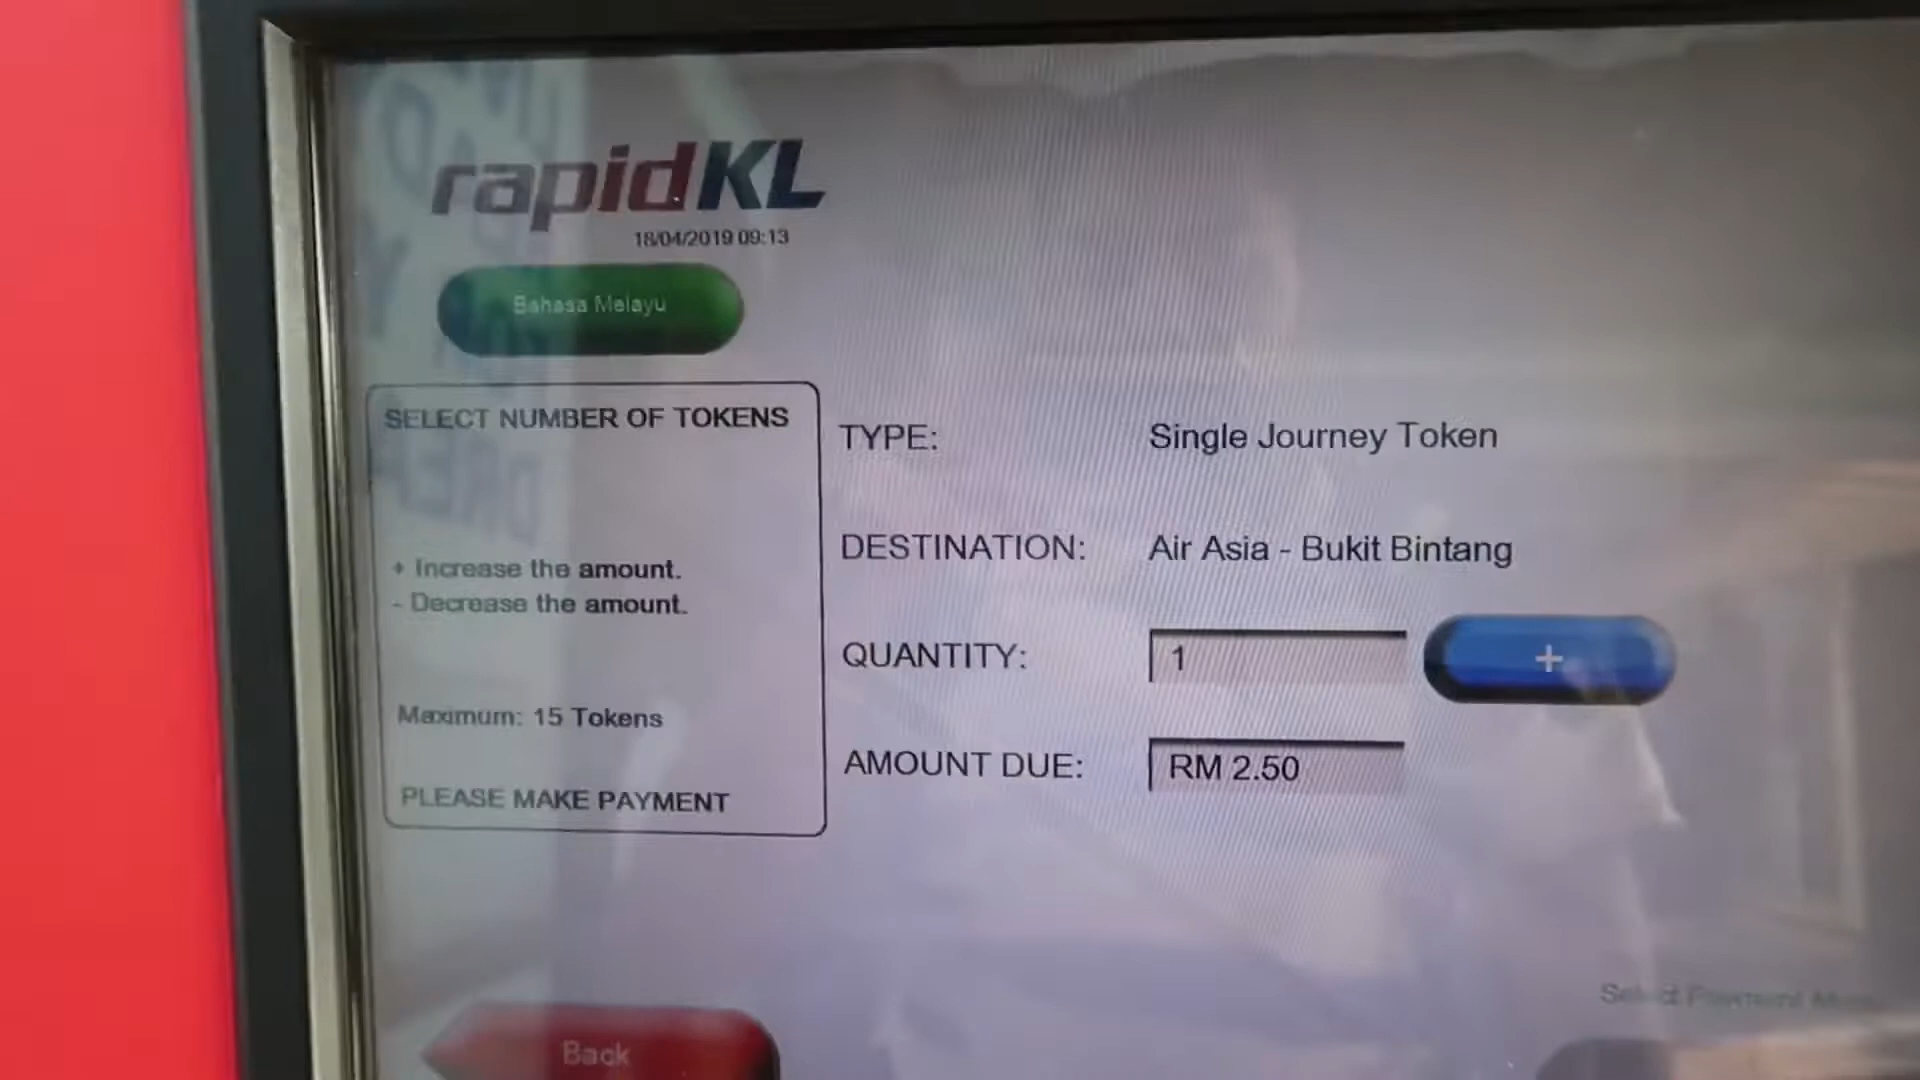 rapidKL
18/04/2019 09:13
Bahasa Melayu
SELECT NUMBER OF TOKENS
+ Increase the amount.
- Decrease the amount.
Maximum: 15 Tokens
PLEASE MAKE PAYMENT
TYPE: Single Journey Token
DESTINATION: Air Asia - Bukit Bintang
QUANTITY: 1 +
AMOUNT DUE: RM 2.50
Select Payment
Back